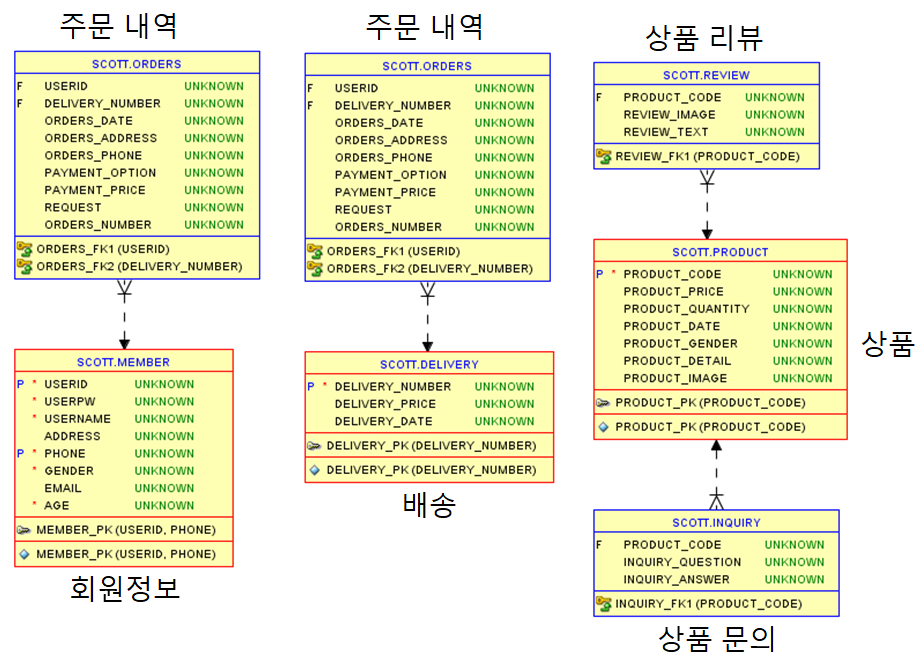 주문 내역
SCOTT.ORDERS
F USERID UNKNOWN
F DELIVERY_NUMBER UNKNOWN
ORDERS_DATE UNKNOWN
ORDERS_ADDRESS UNKNOWN
ORDERS_PHONE UNKNOWN
PAYMENT_OPTION UNKNOWN
PAYMENT_PRICE UNKNOWN
REQUEST UNKNOWN
ORDERS_NUMBER UNKNOWN
ORDERS_FK1 (USERID)
ORDERS_FK2 (DELIVERY_NUMBER)
SCOTT.MEMBER
P * USERID UNKNOWN
* USERPW UNKNOWN
* USERNAME UNKNOWN
ADDRESS UNKNOWN
P * PHONE UNKNOWN
* GENDER UNKNOWN
EMAIL UNKNOWN
* AGE UNKNOWN
MEMBER_PK (USERID, PHONE)
MEMBER_PK (USERID, PHONE)
회원정보
주문 내역
SCOTT.ORDERS
F USERID UNKNOWN
F DELIVERY_NUMBER UNKNOWN
ORDERS_DATE UNKNOWN
ORDERS_ADDRESS UNKNOWN
ORDERS_PHONE UNKNOWN
PAYMENT_OPTION UNKNOWN
PAYMENT_PRICE UNKNOWN
REQUEST UNKNOWN
ORDERS_NUMBER UNKNOWN
ORDERS_FK1 (USERID)
ORDERS_FK2 (DELIVERY_NUMBER)
SCOTT.DELIVERY
P * DELIVERY_NUMBER UNKNOWN
DELIVERY_PRICE UNKNOWN
DELIVERY_DATE UNKNOWN
DELIVERY_PK (DELIVERY_NUMBER)
DELIVERY_PK (DELIVERY_NUMBER)
배송
상품 리뷰
SCOTT.REVIEW
F PRODUCT_CODE UNKNOWN
REVIEW_IMAGE UNKNOWN
REVIEW_TEXT UNKNOWN
REVIEW_FK1 (PRODUCT_CODE)
SCOTT.PRODUCT
P * PRODUCT_CODE UNKNOWN
PRODUCT_PRICE UNKNOWN
PRODUCT_QUANTITY UNKNOWN
PRODUCT_DATE UNKNOWN
PRODUCT_GENDER UNKNOWN
PRODUCT_DETAIL UNKNOWN
PRODUCT_IMAGE UNKNOWN
PRODUCT_PK (PRODUCT_CODE)
PRODUCT_PK (PRODUCT_CODE)
상품
SCOTT.INQUIRY
F PRODUCT_CODE UNKNOWN
INQUIRY_QUESTION UNKNOWN
INQUIRY_ANSWER UNKNOWN
INQUIRY_FK1 (PRODUCT_CODE)
상품 문의